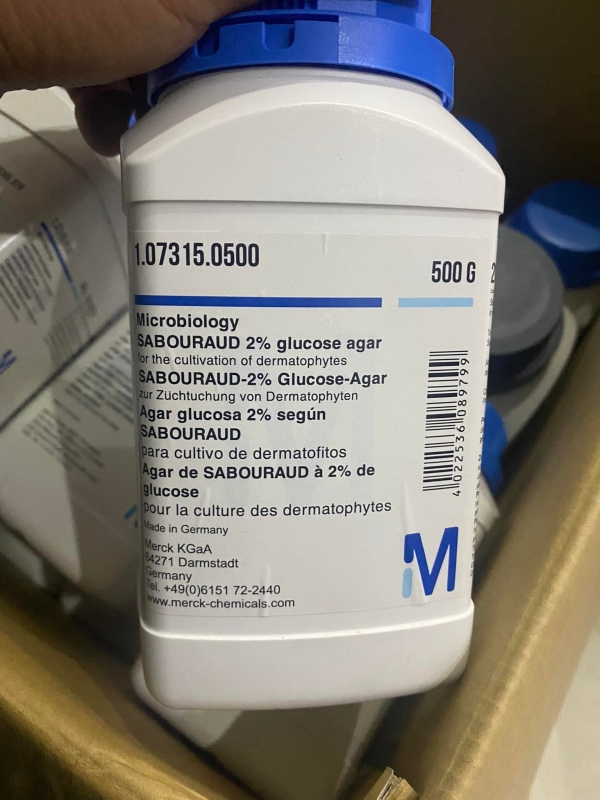 1.07315.0500
500 G
Microbiology
SABOURAUD 2% glucose agar
for the cultivation of dermatophytes
SABOURAUD-2% Glucose-Agar
zur Züchtuchung von Dermatophyten
Agar glucosa 2% según
SABOURAUD
para cultivo de dermatofitos
Agar de SABOURAUD à 2% de
glucose
pour la culture des dermatophytes
Made in Germany
Merck KGaA
64271 Darmstadt
Germany
Tel. +49(0)6151 72-2440
www.merck-chemicals.com
4 022536 089799
M